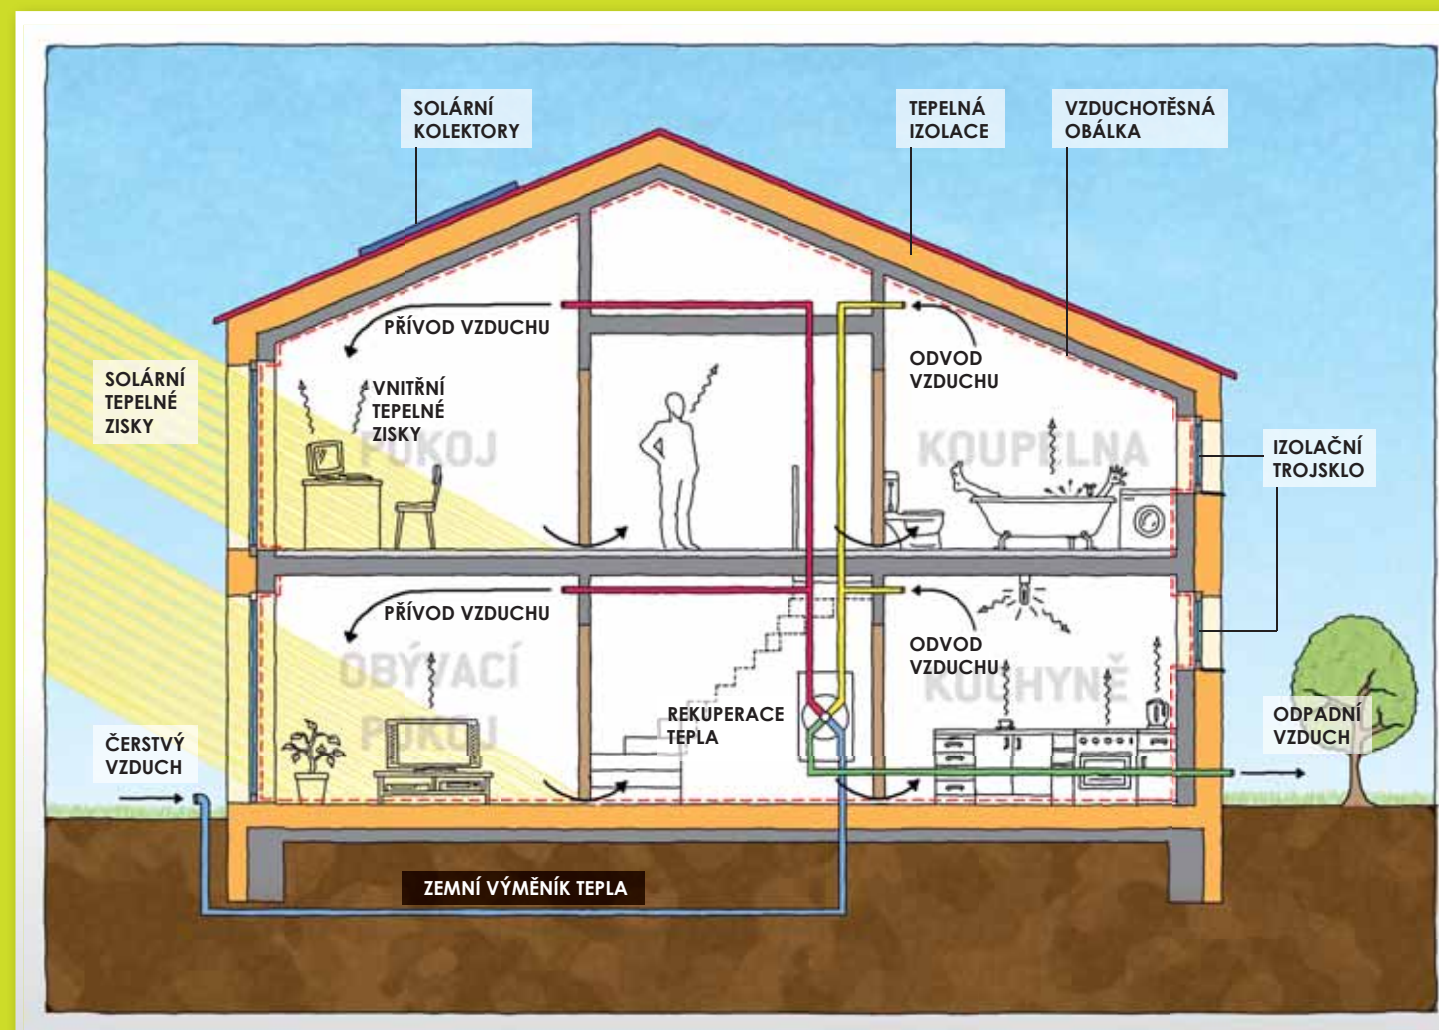 SOLÁRNÍ
KOLEKTORY
TEPELNÁ
IZOLACE
VZDUCHOTĚSNÁ
OBÁLKA
PŘÍVOD VZDUCHU
ODVOD
VZDUCHU
SOLÁRNÍ
TEPELNÉ
ZISKY
VNITŘNÍ
TEPELNÉ
ZISKY
POKOJ
KOUPELNA
IZOLAČNÍ
TROJSKLO
PŘÍVOD VZDUCHU
ODVOD
VZDUCHU
OBÝVACÍ
POKOJ
KUCHYNĚ
REKUPERACE
TEPLA
ČERSTVÝ
VZDUCH
ODPADNÍ
VZDUCH
ZEMNÍ VÝMĚNÍK TEPLA